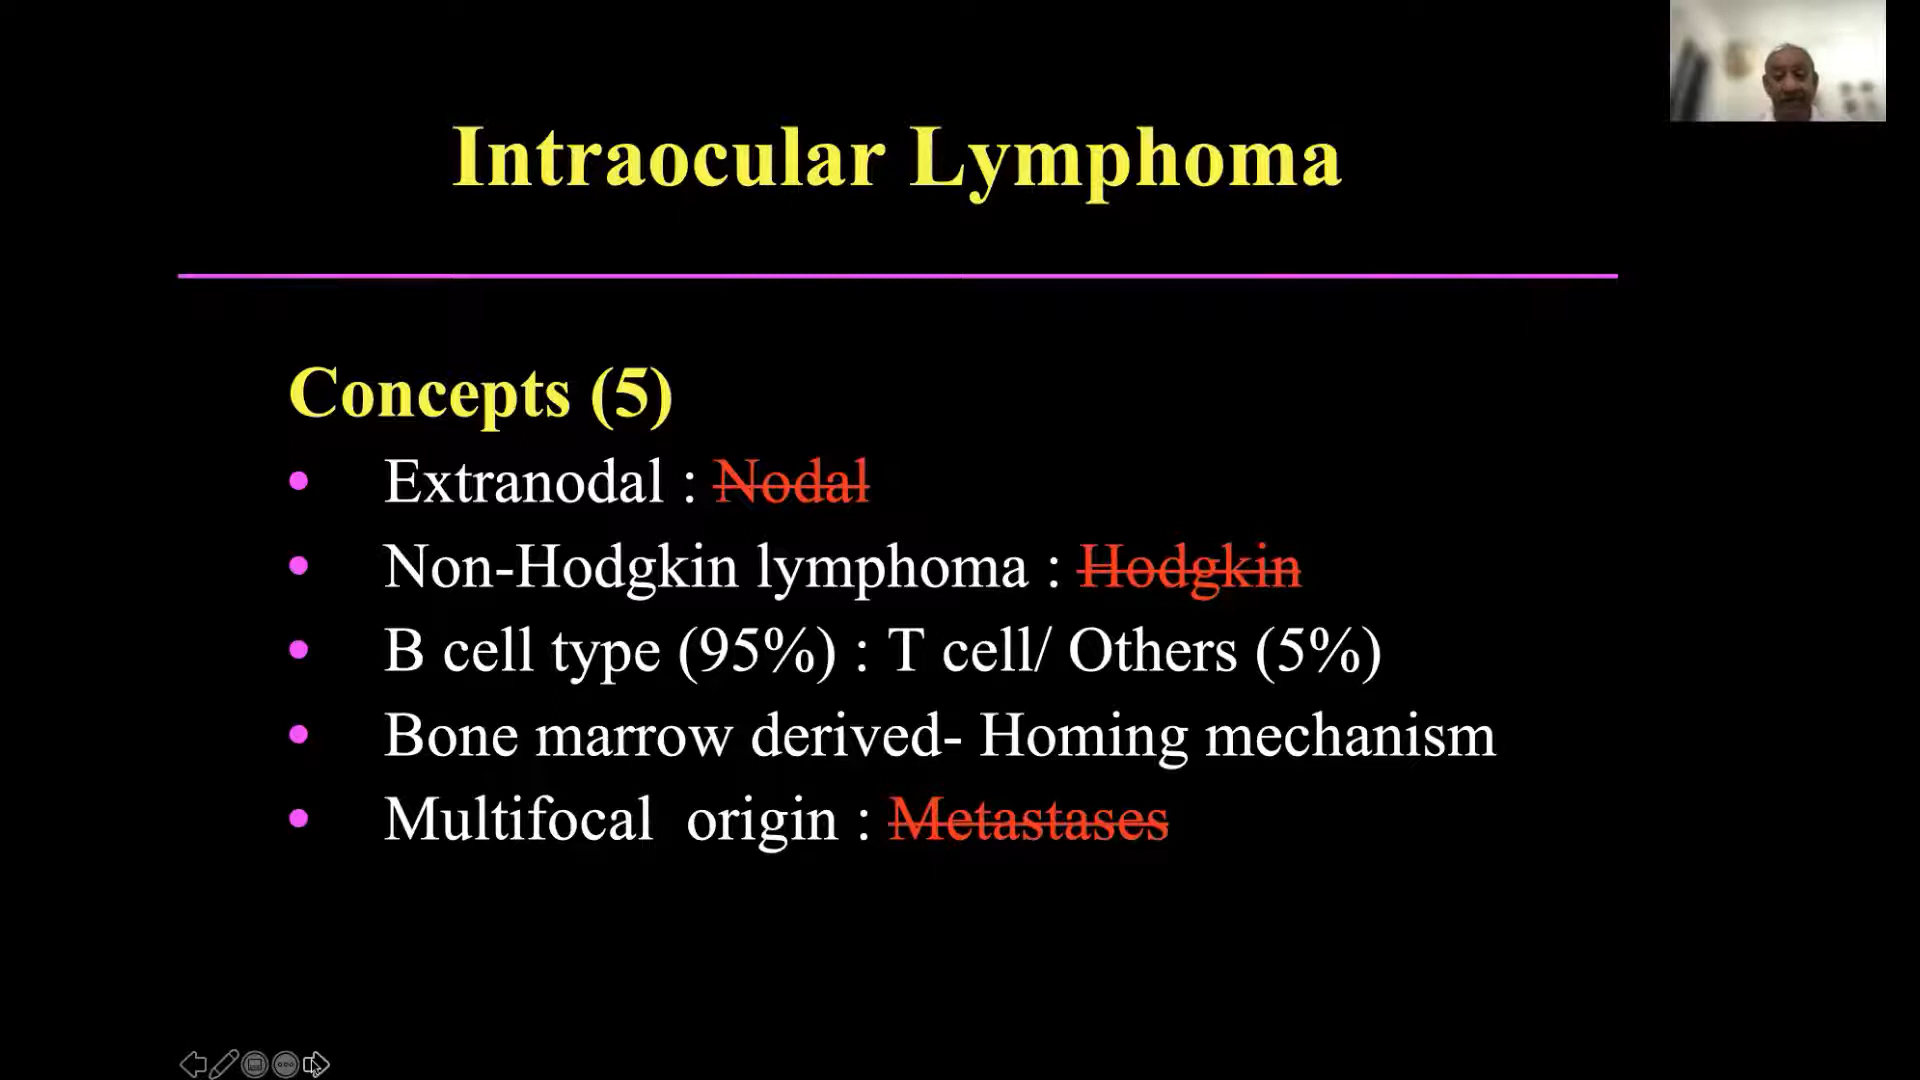 Intraocular Lymphoma
Concepts (5)
• Extranodal : Nodal
• Non-Hodgkin lymphoma : Hodgkin
• B cell type (95%) : T cell/ Others (5%)
• Bone marrow derived- Homing mechanism
• Multifocal origin : Metastases